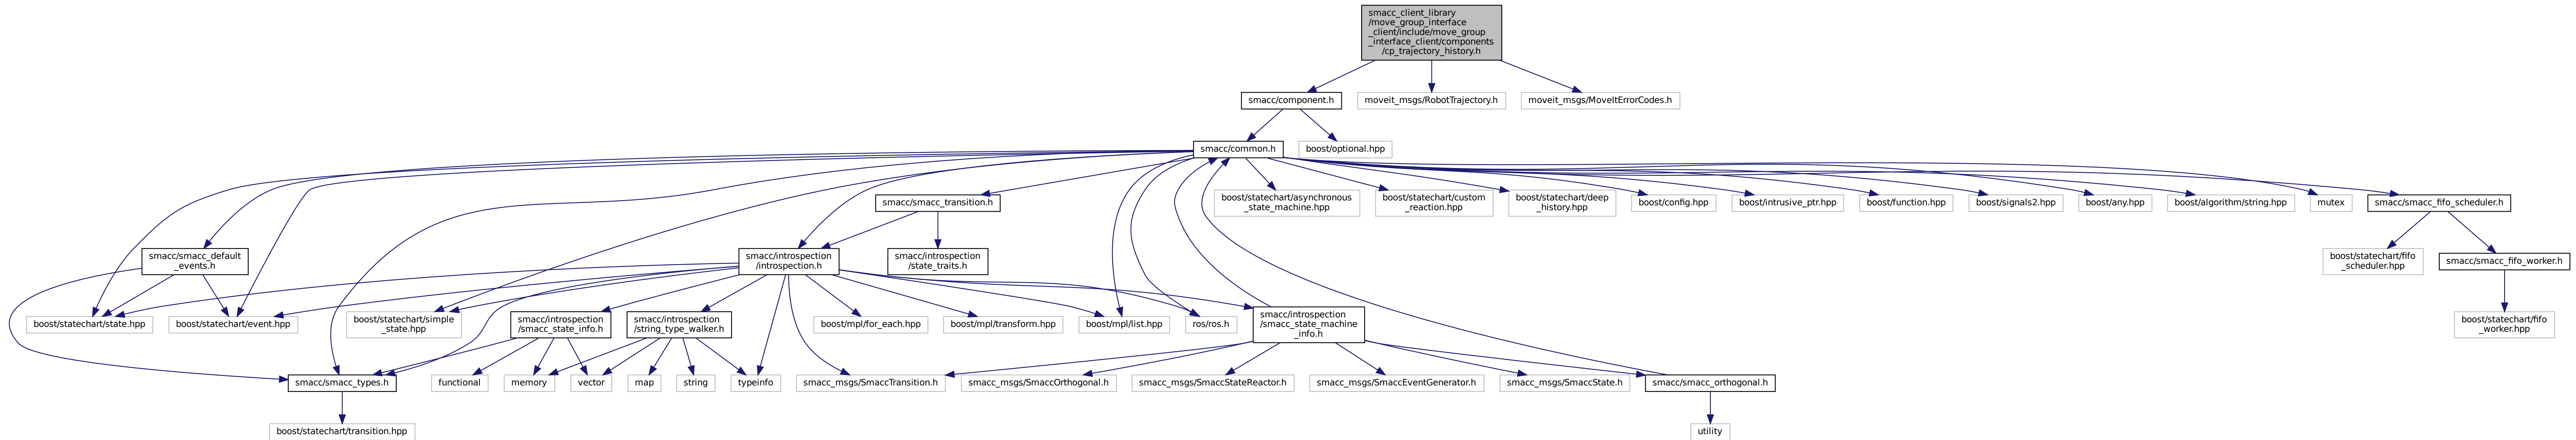 smacc_client_library
/move_group_interface
_client/include/move_group
_interface_client/components
/cp_trajectory_history.h
smacc/component.h
moveit_msgs/RobotTrajectory.h
moveit_msgs/MoveItErrorCodes.h
smacc/common.h
boost/optional.hpp
smacc/smacc_transition.h
boost/statechart/asynchronous
_state_machine.hpp
boost/statechart/custom
_reaction.hpp
boost/statechart/deep
_history.hpp
boost/config.hpp
boost/intrusive_ptr.hpp
boost/function.hpp
boost/signals2.hpp
boost/any.hpp
boost/algorithm/string.hpp
mutex
smacc/smacc_fifo_scheduler.h
smacc/smacc_default
_events.h
smacc/introspection
/introspection.h
smacc/introspection
/state_traits.h
boost/statechart/fifo
_scheduler.hpp
smacc/smacc_fifo_worker.h
boost/statechart/state.hpp
boost/statechart/event.hpp
boost/statechart/simple
_state.hpp
smacc/introspection
/smacc_state_info.h
smacc/introspection
/string_type_walker.h
boost/mpl/for_each.hpp
boost/mpl/transform.hpp
boost/mpl/list.hpp
ros/ros.h
smacc/introspection
/smacc_state_machine
_info.h
boost/statechart/fifo
_worker.hpp
smacc/smacc_types.h
functional
memory
vector
map
string
typeinfo
smacc_msgs/SmaccTransition.h
smacc_msgs/SmaccOrthogonal.h
smacc_msgs/SmaccStateReactor.h
smacc_msgs/SmaccEventGenerator.h
smacc_msgs/SmaccState.h
smacc/smacc_orthogonal.h
boost/statechart/transition.hpp
utility